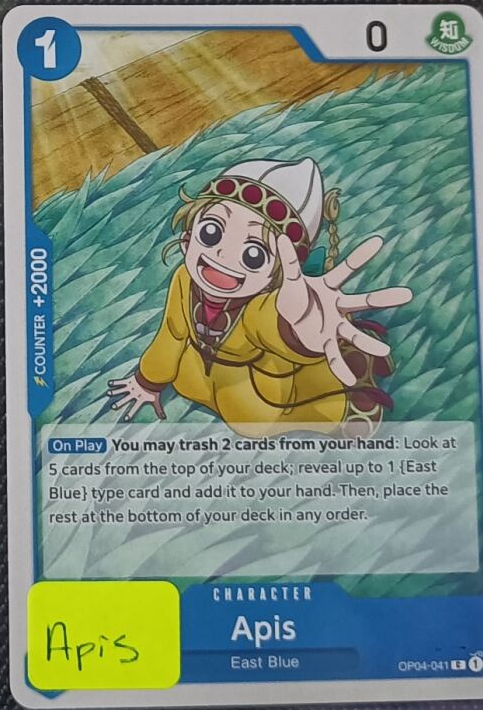 1
0
知
WISDOM
COUNTER +2000
On Play You may trash 2 cards from your hand: Look at
5 cards from the top of your deck; reveal up to 1 {East
Blue} type card and add it to your hand. Then, place the
rest at the bottom of your deck in any order.
CHARACTER
Apis
Apis
East Blue
OP04-041 C 1